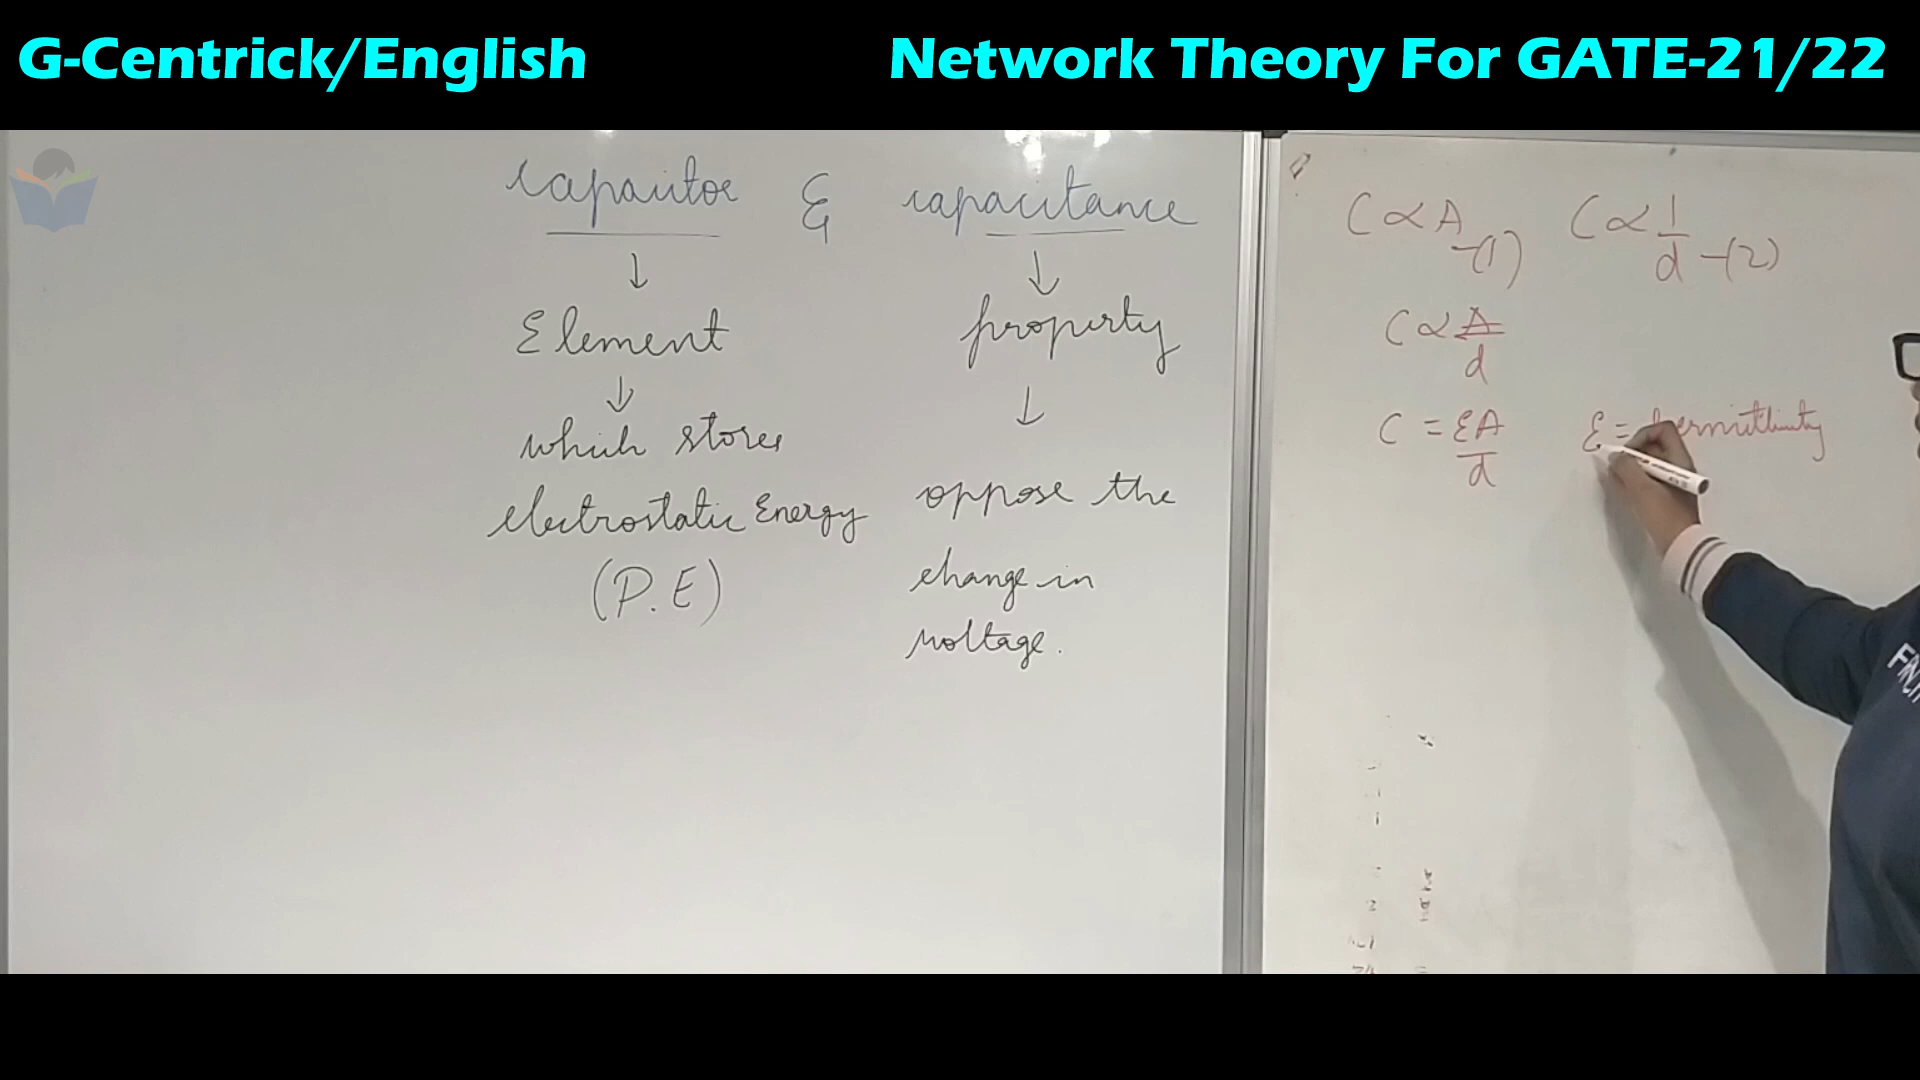 G-Centrick/English
Network Theory For GATE-21/22
Capacitor & capacitance
↓ ↓
Element property
↓ ↓
which stores
electrostatic Energy
(P.E)
oppose the
change in
voltage.
C ∝ A -(1) C ∝ 1/d -(2)
C ∝ A/d
C = εA/d ε =